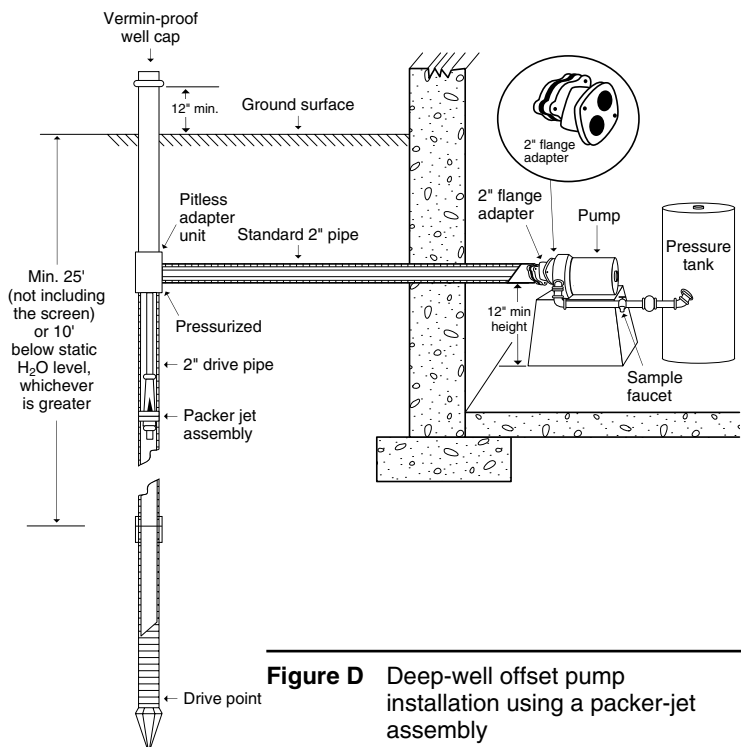 Vermin-proof
well cap
12" min.
Ground surface
2" flange
adapter
Pitless
adapter
unit
Standard 2" pipe
2" flange
adapter
Pump
Pressure
tank
Min. 25'
(not including
the screen)
or 10'
below static
H₂O level,
whichever
is greater
Pressurized
12" min
height
2" drive pipe
Sample
faucet
Packer jet
assembly
Drive point
Figure D Deep-well offset pump
installation using a packer-jet
assembly